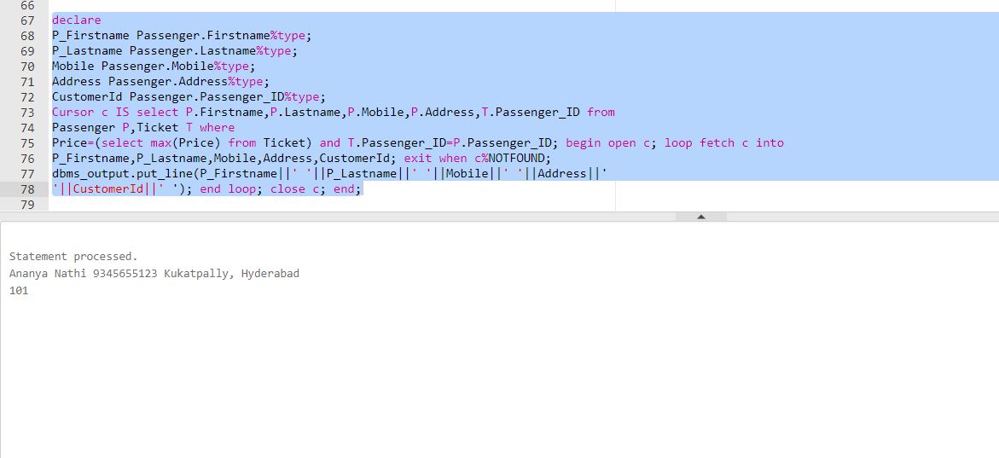 66
67 declare
68 P_Firstname Passenger.Firstname%type;
69 P_Lastname Passenger.Lastname%type;
70 Mobile Passenger.Mobile%type;
71 Address Passenger.Address%type;
72 CustomerId Passenger.Passenger_ID%type;
73 Cursor c IS select P.Firstname,P.Lastname,P.Mobile,P.Address,T.Passenger_ID from
74 Passenger P,Ticket T where
75 Price=(select max(Price) from Ticket) and T.Passenger_ID=P.Passenger_ID; begin open c; loop fetch c into
76 P_Firstname,P_Lastname,Mobile,Address,CustomerId; exit when c%NOTFOUND;
77 dbms_output.put_line(P_Firstname||' '||P_Lastname||' '||Mobile||' '||Address||'
78 '||CustomerId||' '); end loop; close c; end;
79
Statement processed.
Ananya Nathi 9345655123 Kukatpally, Hyderabad
101